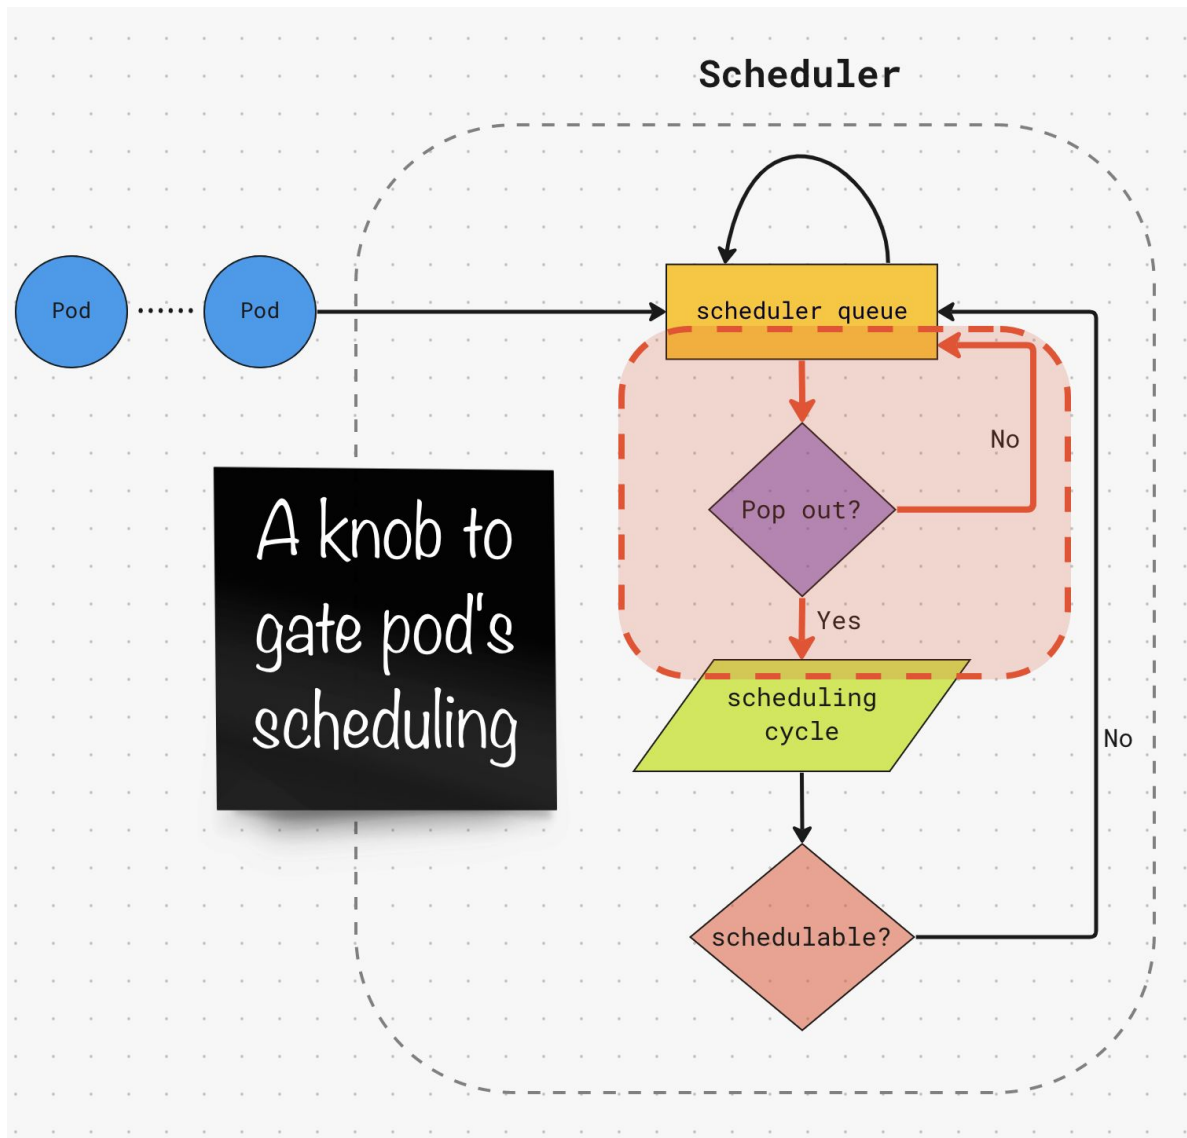 Scheduler
Pod
Pod
scheduler queue
No
Pop out?
A knob to
gate pod's
scheduling
Yes
scheduling
cycle
No
schedulable?